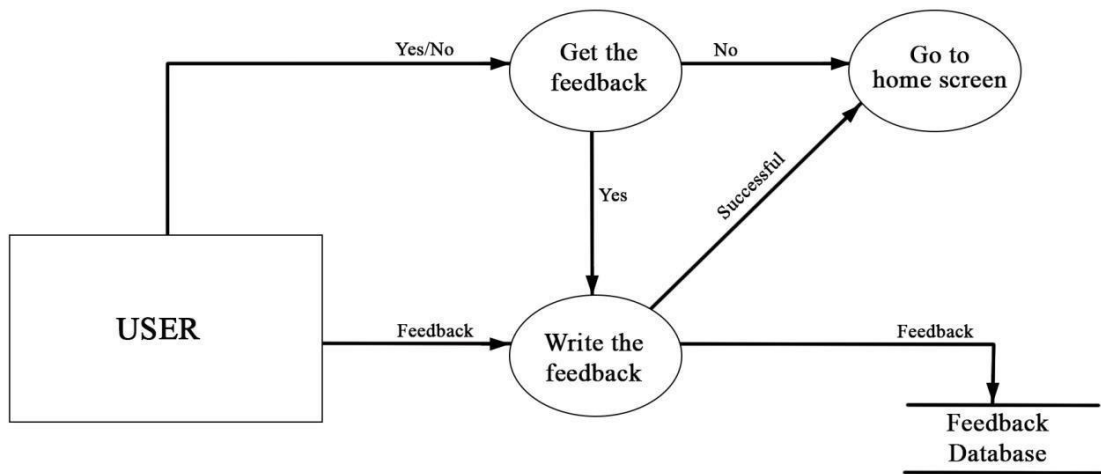 Yes/No
Get the
feedback
No
Go to
home screen
Yes
Successful
USER
Feedback
Write the
feedback
Feedback
Feedback
Database